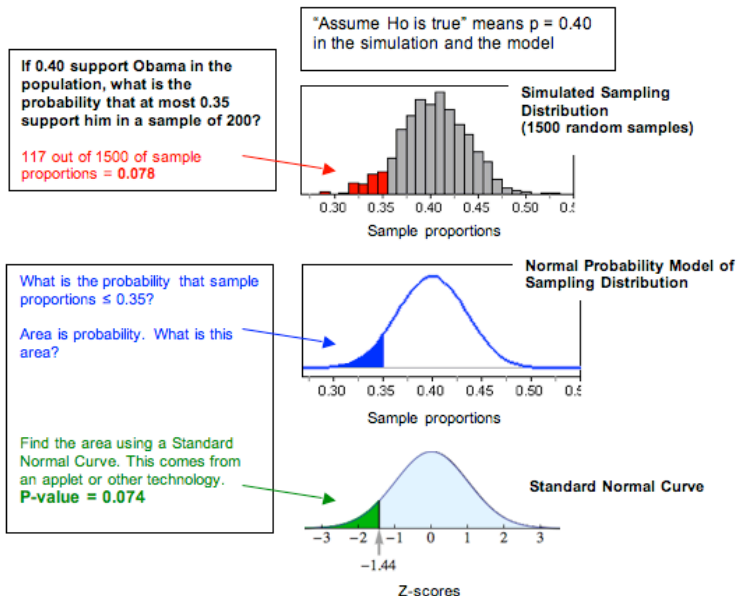 “Assume Ho is true” means p = 0.40
in the simulation and the model
If 0.40 support Obama in the
population, what is the
probability that at most 0.35
support him in a sample of 200?
117 out of 1500 of sample
proportions = 0.078
Simulated Sampling
Distribution
(1500 random samples)
0.30 0.35 0.40 0.45 0.50 0.5
Sample proportions
What is the probability that sample
proportions ≤ 0.35?
Area is probability. What is this
area?
Normal Probability Model of
Sampling Distribution
0.30 0.35 0.40 0.45 0.50 0.5
Sample proportions
Find the area using a Standard
Normal Curve. This comes from
an applet or other technology.
P-value = 0.074
Standard Normal Curve
−3 −2 −1 0 1 2 3
−1.44
Z-scores